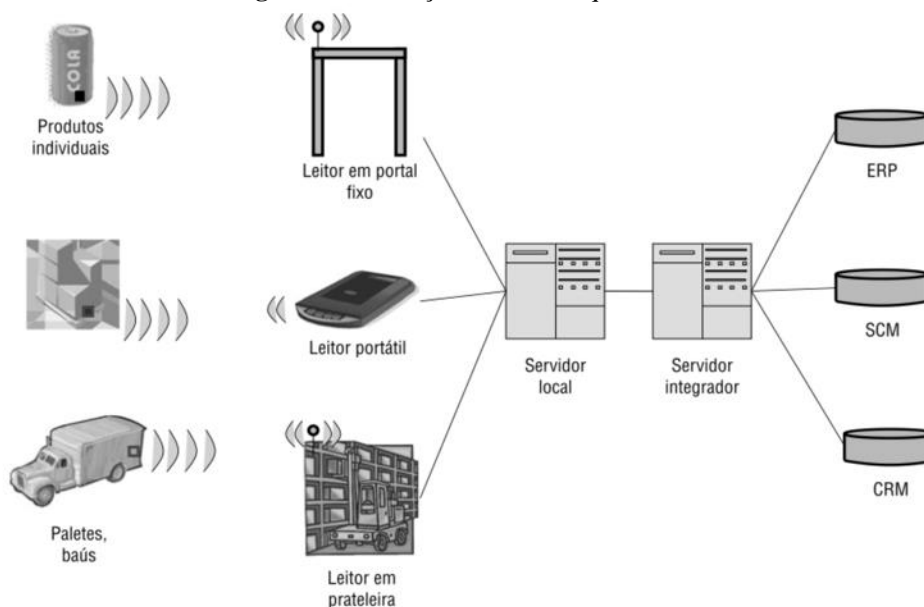 COLA
Produtos
individuais
Leitor em portal
fixo
ERP
Leitor portátil
Servidor
local
Servidor
integrador
SCM
Paletes,
baús
Leitor em
prateleira
CRM